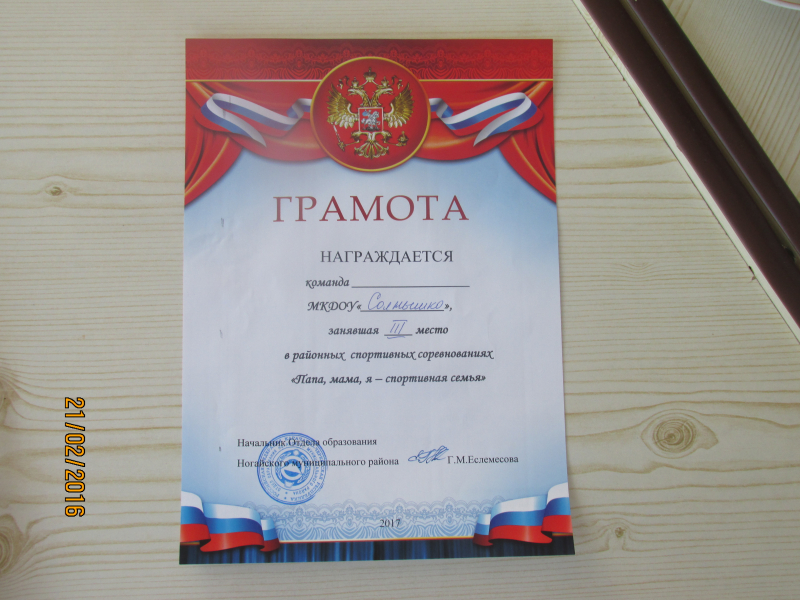 ГРАМОТА
НАГРАЖДАЕТСЯ
команда
МКДОУ«Солнышко»,
занявшая III место
в районных спортивных соревнованиях
«Папа, мама, я – спортивная семья»
Начальник Отдела образования
Ногайского муниципального района Г.М.Еслемесова
2017
21/02/2016